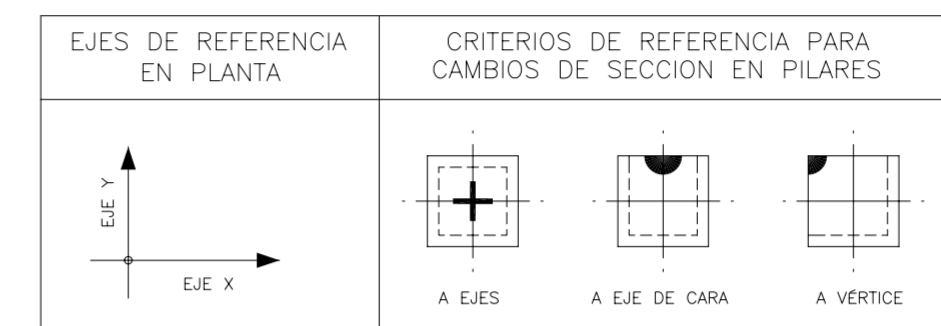 EJES DE REFERENCIA
EN PLANTA
CRITERIOS DE REFERENCIA PARA
CAMBIOS DE SECCION EN PILARES
EJE Y
EJE X
A EJES
A EJE DE CARA
A VÉRTICE